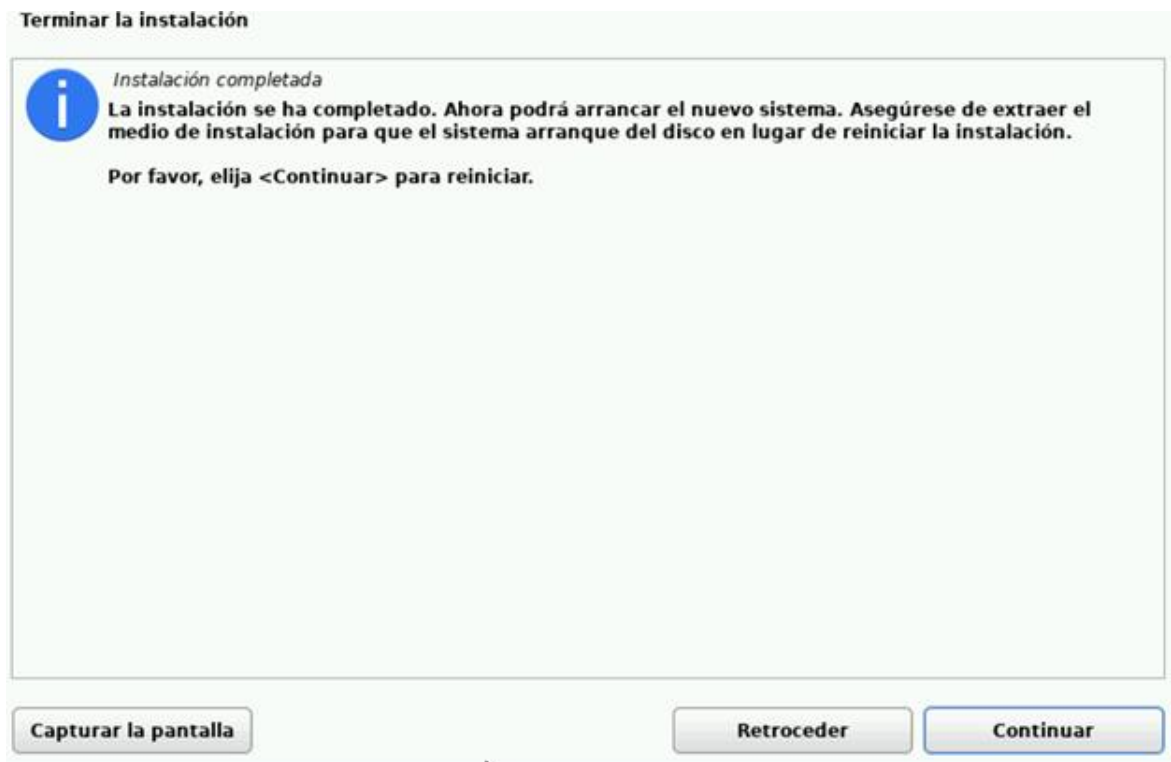 Terminar la instalación
Instalación completada
La instalación se ha completado. Ahora podrá arrancar el nuevo sistema. Asegúrese de extraer el
medio de instalación para que el sistema arranque del disco en lugar de reiniciar la instalación.
Por favor, elija <Continuar> para reiniciar.
Capturar la pantalla
Retroceder
Continuar